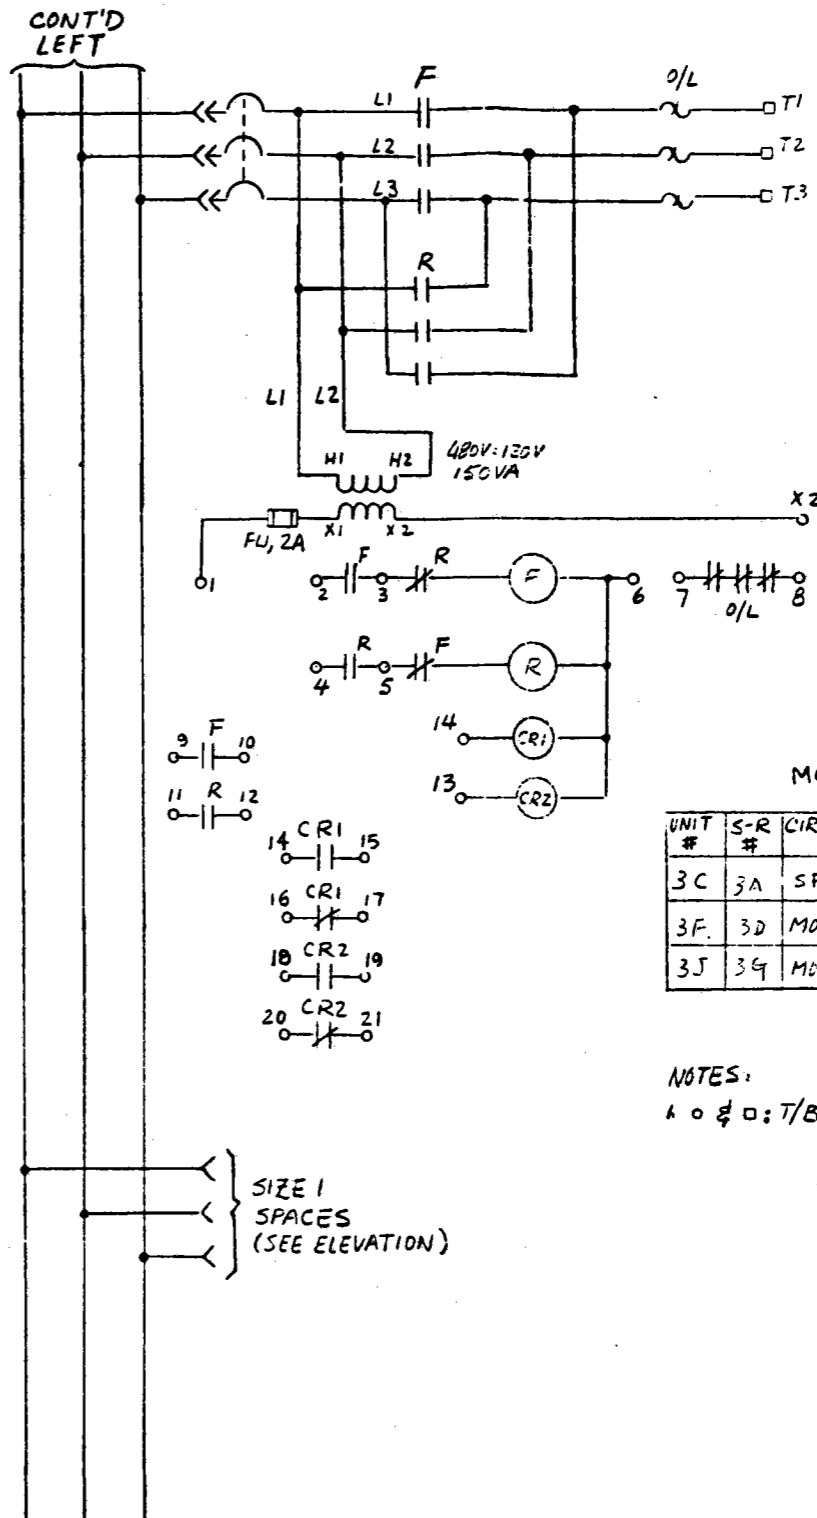 CONT'D
LEFT
F
O/L
L1
T1
L2
T2
L3
T3
R
L1 L2
H1 H2
480V:120V
150VA
X2
FU, 2A
X1 X2
1
2 F 3 R F 6 7 8
O/L
4 R 5 F R
14 CR1
9 F 10
13 CR2
11 R 12
14 CR1 15
16 CR1 17
18 CR2 19
20 CR2 21
UNIT # S-R #
3C 3A
3F. 3D
3J 3G
NOTES:
& : T/B
SIZE 1
SPACES
(SEE ELEVATION)